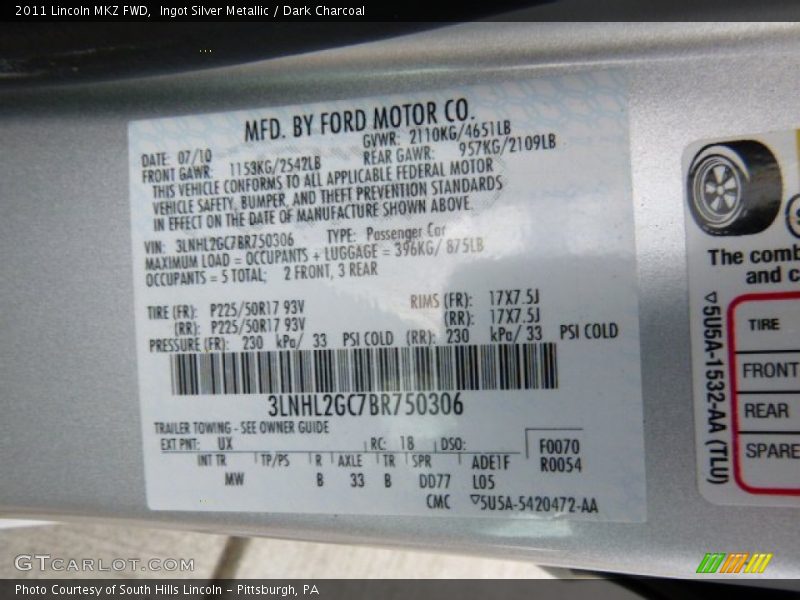 2011 Lincoln MKZ FWD, Ingot Silver Metallic / Dark Charcoal
MFD. BY FORD MOTOR CO.
DATE: 07/10 GVWR: 2110KG/4651LB
FRONT GAWR: 1153KG/2542LB REAR GAWR: 957KG/2109LB
THIS VEHICLE CONFORMS TO ALL APPLICABLE FEDERAL MOTOR
VEHICLE SAFETY, BUMPER, AND THEFT PREVENTION STANDARDS
IN EFFECT ON THE DATE OF MANUFACTURE SHOWN ABOVE.
VIN: 3LNHL2GC7BR750306 TYPE: Passenger Car
MAXIMUM LOAD = OCCUPANTS + LUGGAGE = 396KG/ 875LB
OCCUPANTS = 5 TOTAL; 2 FRONT, 3 REAR
TIRE (FR): P225/50R17 93V RIMS (FR): 17X7.5J
(RR): P225/50R17 93V (RR): 17X7.5J
PRESSURE (FR): 230 kPa/ 33 PSI COLD (RR): 230 kPa/ 33 PSI COLD
3LNHL2GC7BR750306
TRAILER TOWING - SEE OWNER GUIDE
EXT PNT: UX RC: 18 DSO: F0070
INT TR TP/PS R AXLE TR SPR ADE1F R0054
MW B 33 B DD77 L05
CMC ▽5U5A-5420472-AA
The comb
and c
▽5U5A-1532-AA (TLU)
TIRE
FRONT
REAR
SPARE
GTCARLOT.COM
Photo Courtesy of South Hills Lincoln - Pittsburgh, PA